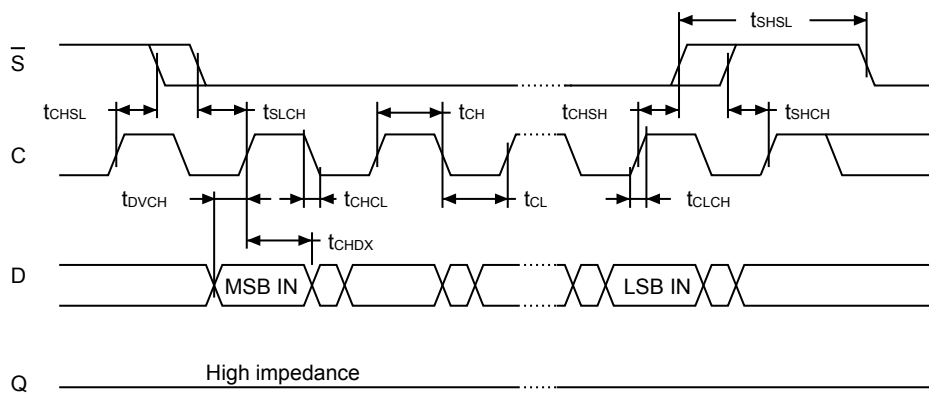 tSHSL
S̅
tCHSL
tSLCH
tCH
tCHSH
tSHCH
C
tDVCH
tCHCL
tCL
tCLCH
tCHDX
D
MSB IN
LSB IN
High impedance
Q